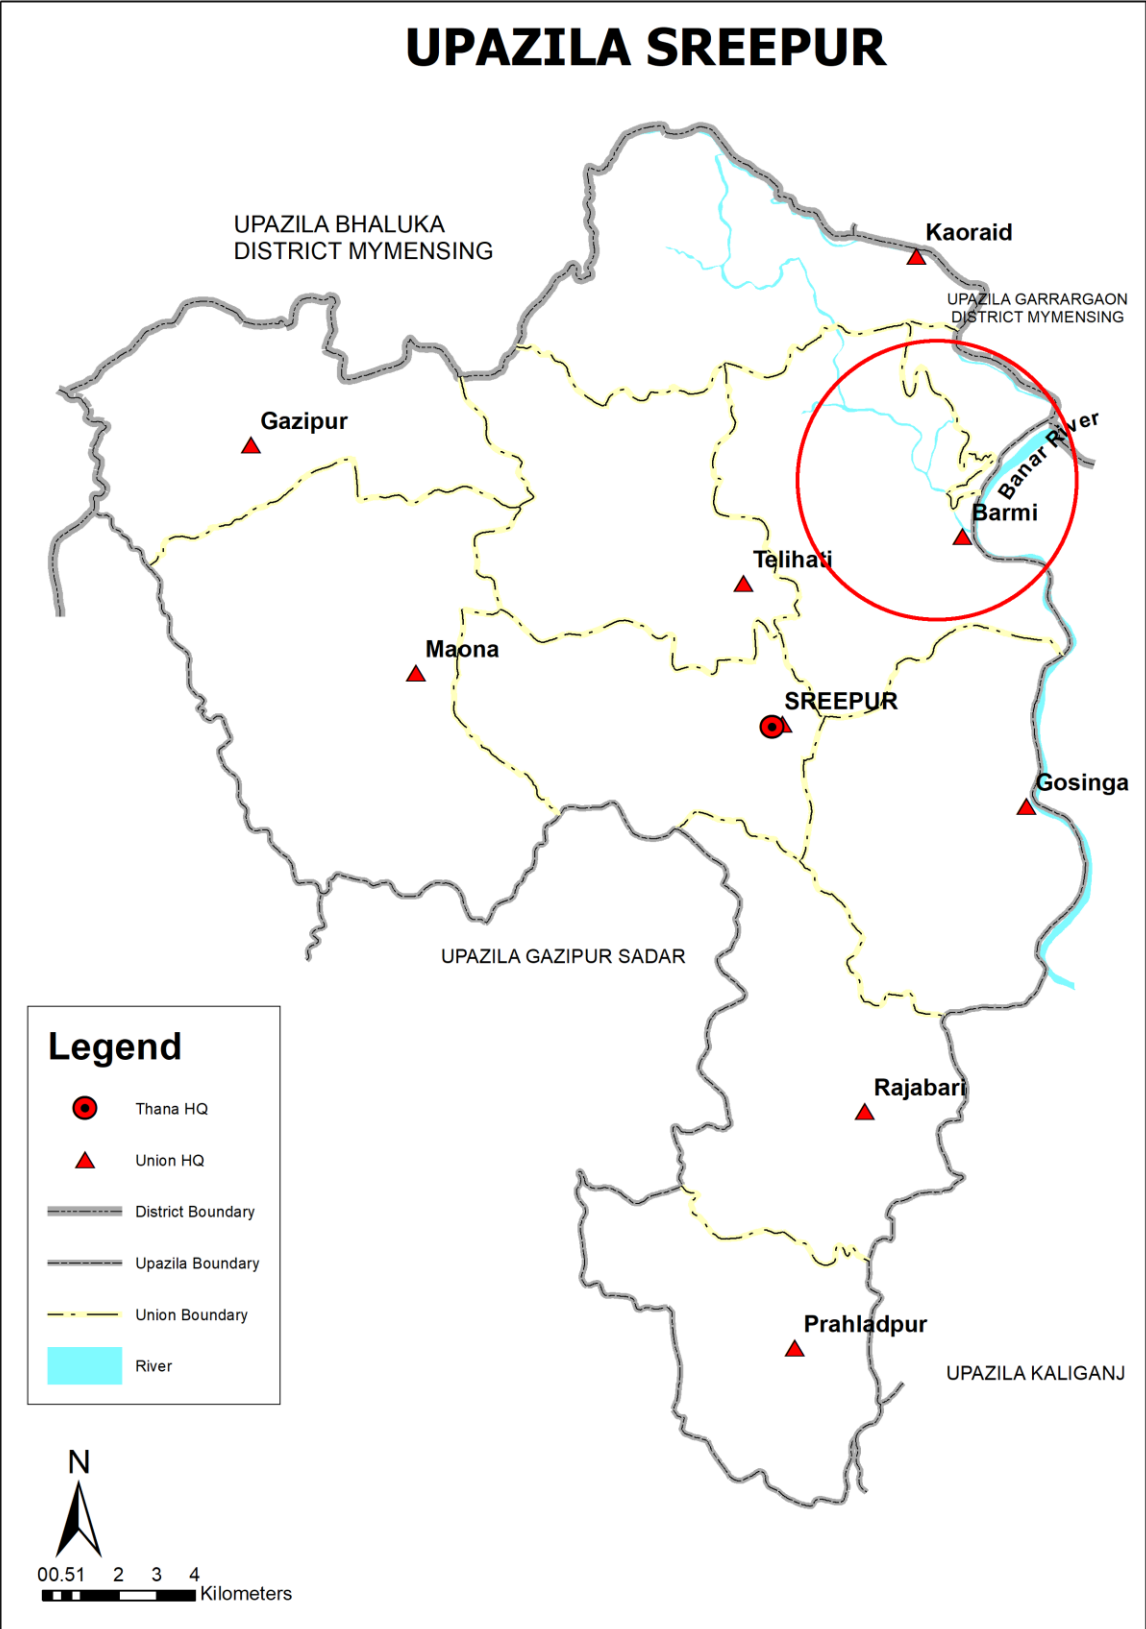 UPAZILA SREEPUR
UPAZILA BHALUKA
DISTRICT MYMENSING
Kaoraid
UPAZILA GARRARGAON
DISTRICT MYMENSING
Gazipur
Banar River
Barmi
Telihati
Maona
SREEPUR
Gosinga
UPAZILA GAZIPUR SADAR
Rajabari
Prahladpur
UPAZILA KALIGANJ
Legend
Thana HQ
Union HQ
District Boundary
Upazila Boundary
Union Boundary
River
N
00.51 2 3 4
Kilometers